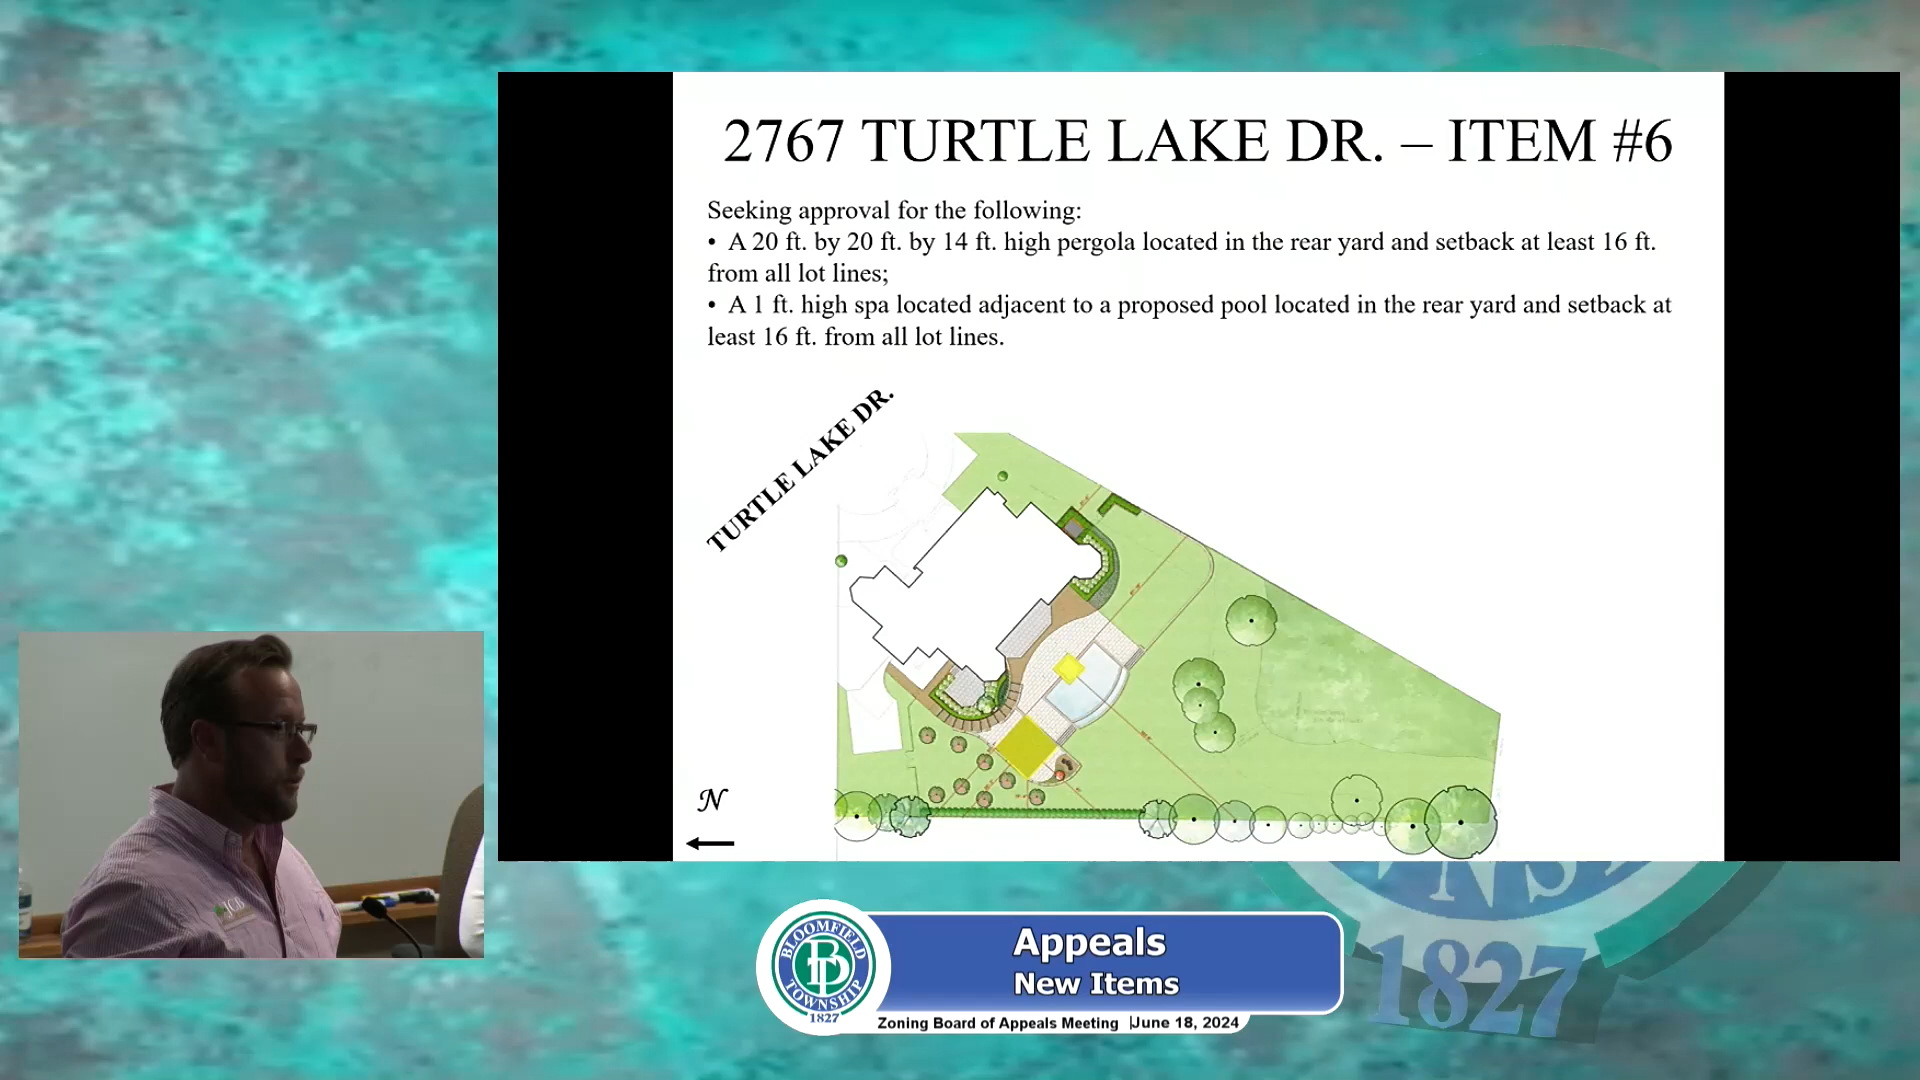 2767 TURTLE LAKE DR. – ITEM #6
Seeking approval for the following:
• A 20 ft. by 20 ft. by 14 ft. high pergola located in the rear yard and setback at least 16 ft.
from all lot lines;
• A 1 ft. high spa located adjacent to a proposed pool located in the rear yard and setback at
least 16 ft. from all lot lines.
TURTLE LAKE DR.
N
Appeals
New Items
Zoning Board of Appeals Meeting |June 18, 2024
BLOOMFIELD
TOWNSHIP
1827
1827